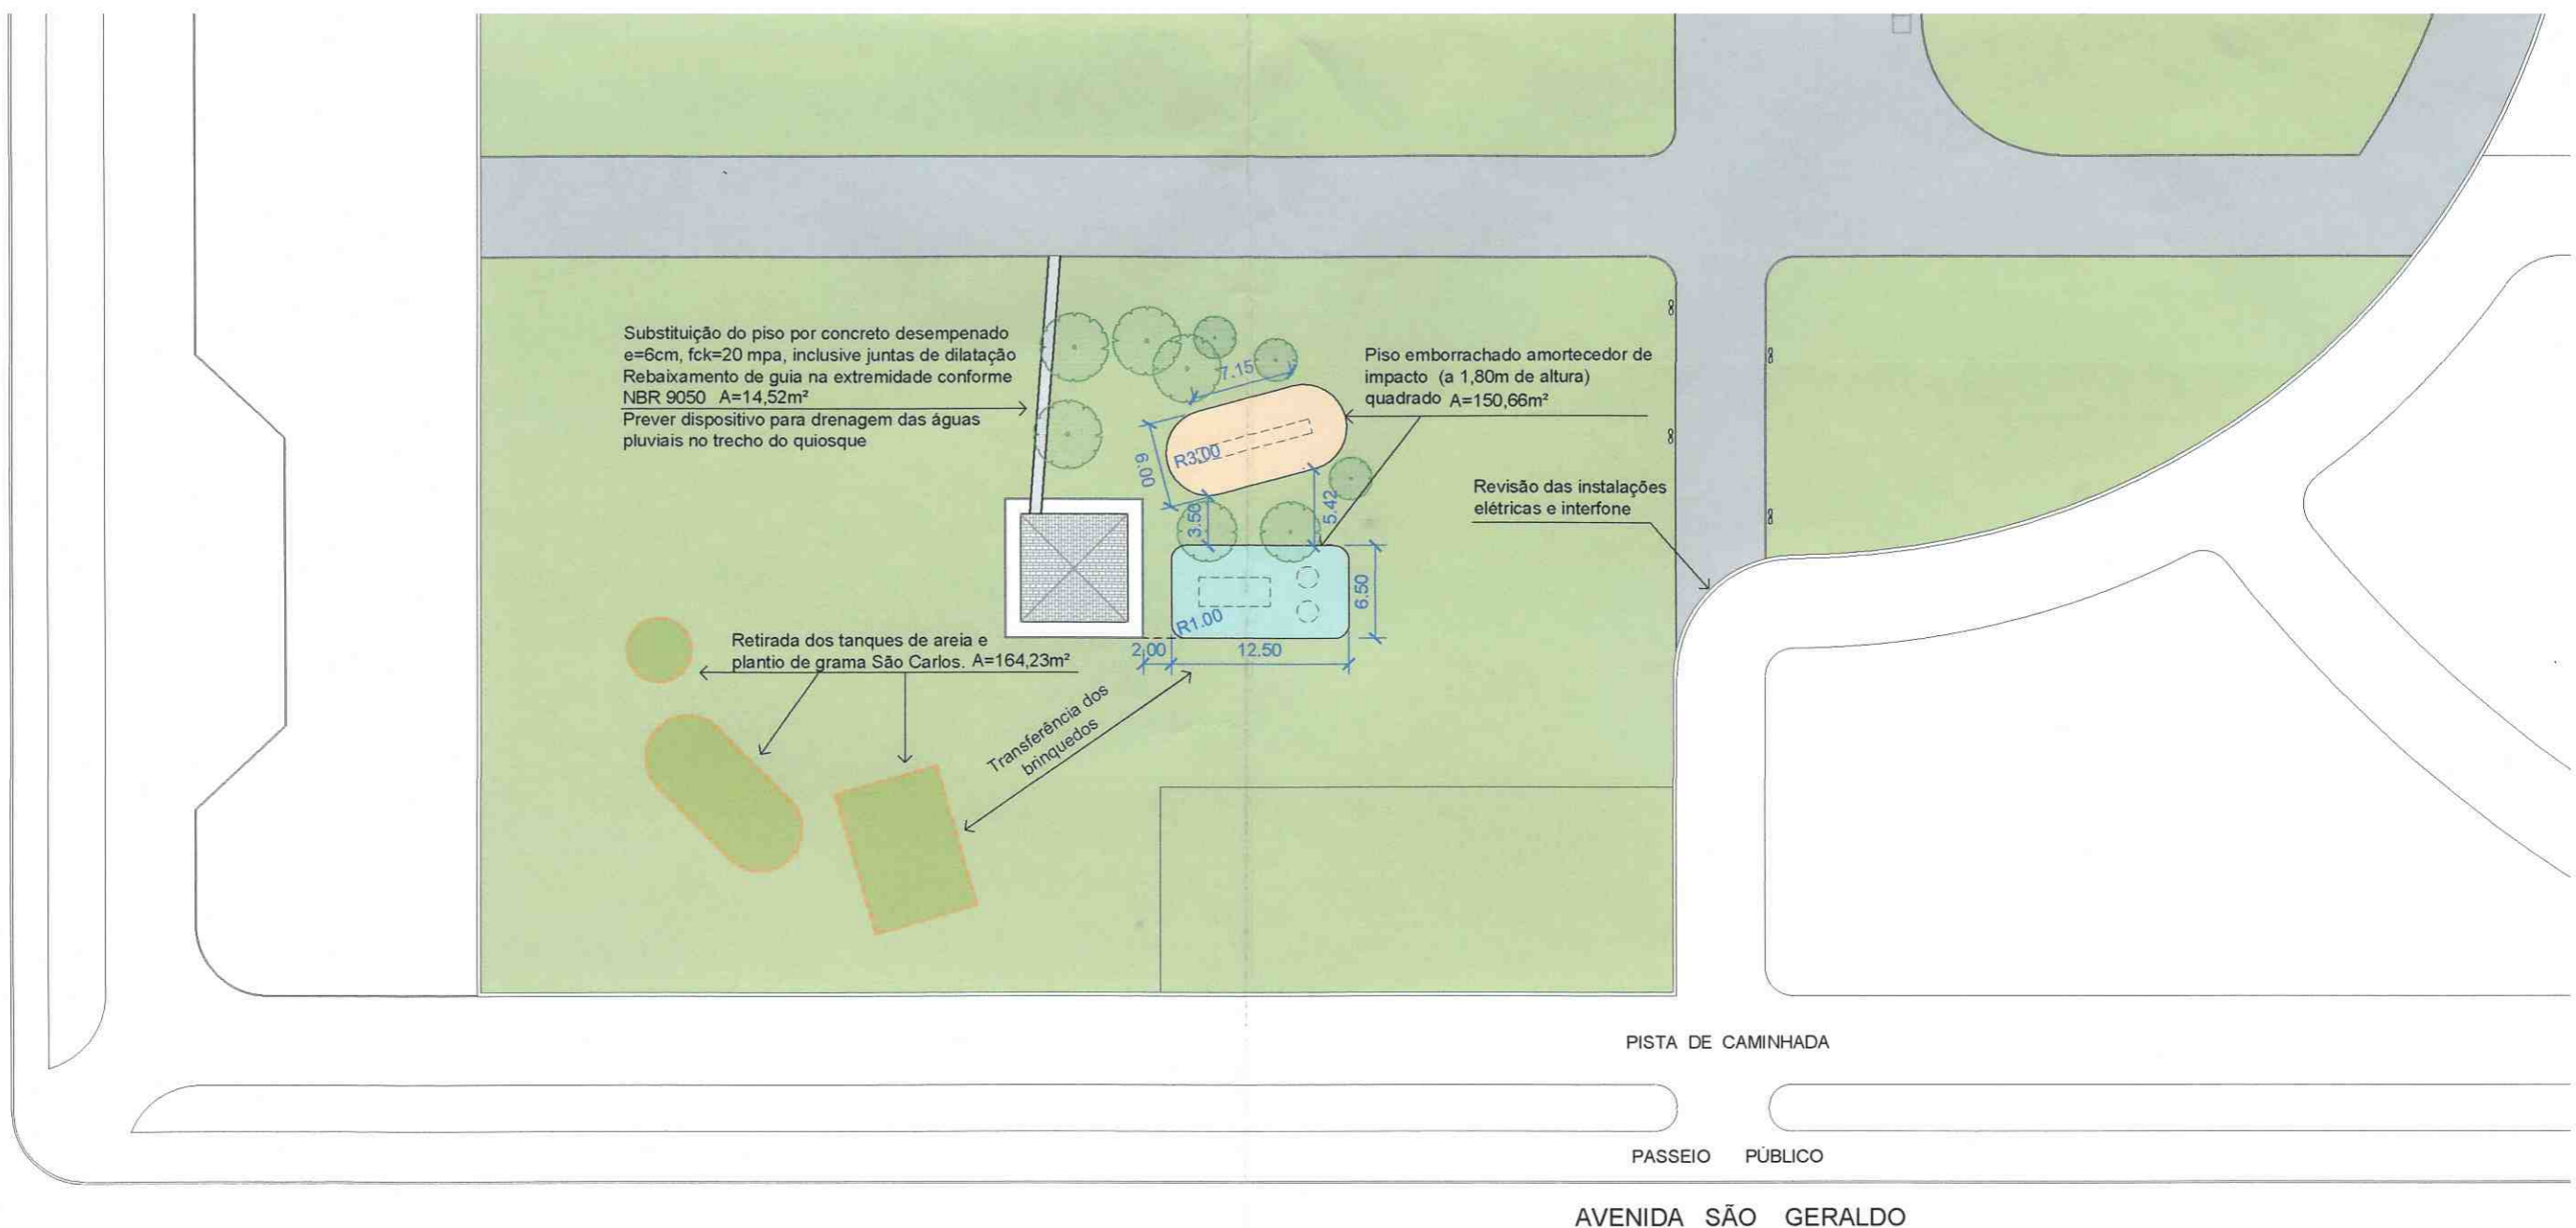 Substituição do piso por concreto desempenado
e=6cm, fck=20 mpa, inclusive juntas de dilatação
Rebaixamento de guia na extremidade conforme
NBR 9050 A=14,52m²
Prever dispositivo para drenagem das águas
pluviais no trecho do quiosque
7.15
Piso emborrachado amortecedor de
impacto (a 1,80m de altura)
quadrado A=150,66m²
R3.00
6.00
3.50
5.42
Revisão das instalações
elétricas e interfone
6.50
R1.00
2,00
12.50
Retirada dos tanques de areia e
plantio de grama São Carlos. A=164,23m²
Transferência dos
brinquedos
PISTA DE CAMINHADA
PASSEIO PÚBLICO
AVENIDA SÃO GERALDO